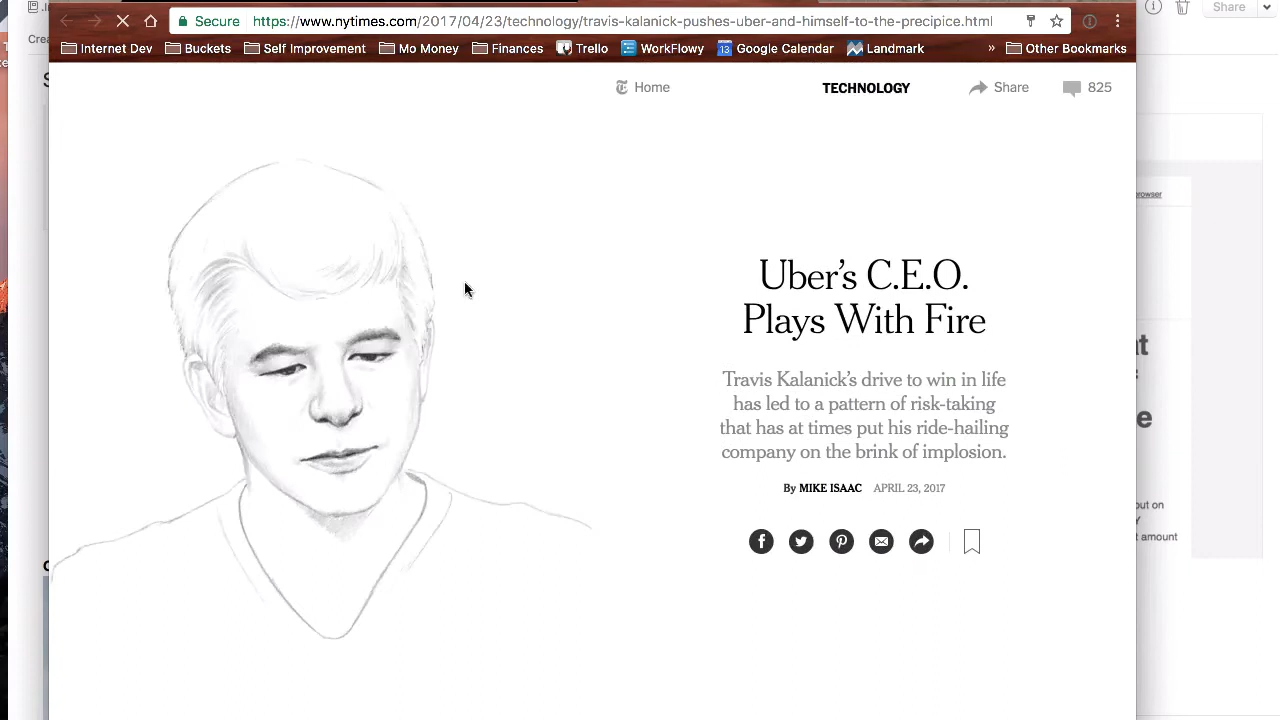 Secure https://www.nytimes.com/2017/04/23/technology/travis-kalanick-pushes-uber-and-himself-to-the-precipice.html
Share
Internet Dev Buckets Self Improvement Mo Money Finances Trello WorkFlowy 13 Google Calendar Landmark » Other Bookmarks
Home TECHNOLOGY Share 825
Uber’s C.E.O.
Plays With Fire
Travis Kalanick’s drive to win in life
has led to a pattern of risk-taking
that has at times put his ride-hailing
company on the brink of implosion.
By MIKE ISAAC APRIL 23, 2017
out on
t amount